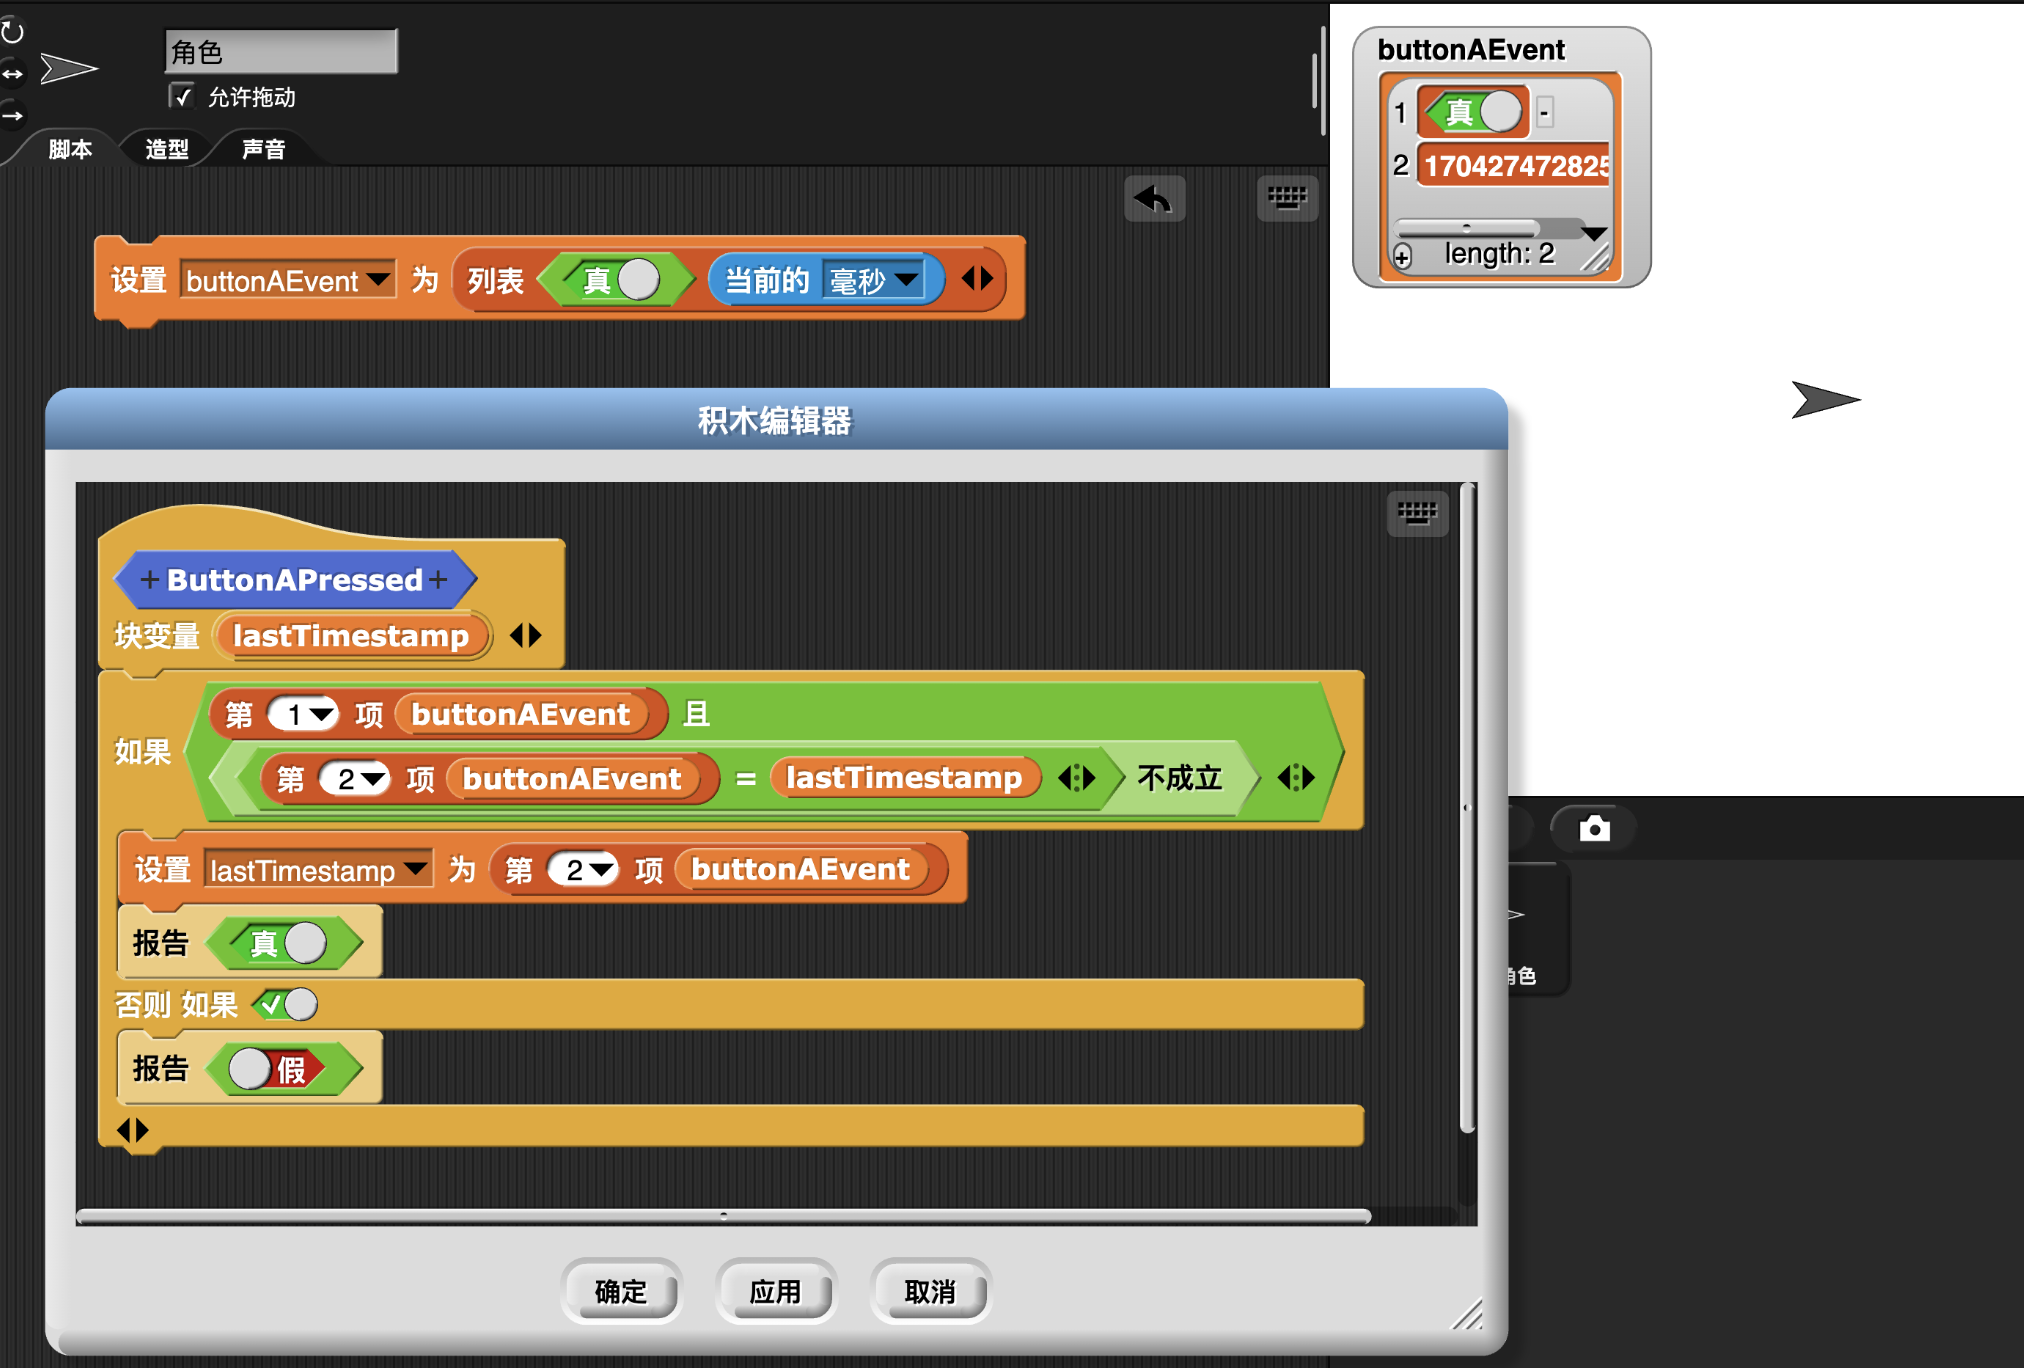 角色
允许拖动
脚本 造型 声音
设置 buttonAEvent 为 列表 真 当前的 毫秒
buttonAEvent
1 真 -
2 170427472825
+ length: 2
积木编辑器
+ ButtonAPressed +
块变量 lastTimestamp
如果 第 1 项 buttonAEvent 且
第 2 项 buttonAEvent = lastTimestamp 不成立
设置 lastTimestamp 为 第 2 项 buttonAEvent
报告 真
否则 如果
报告 假
角色
确定 应用 取消